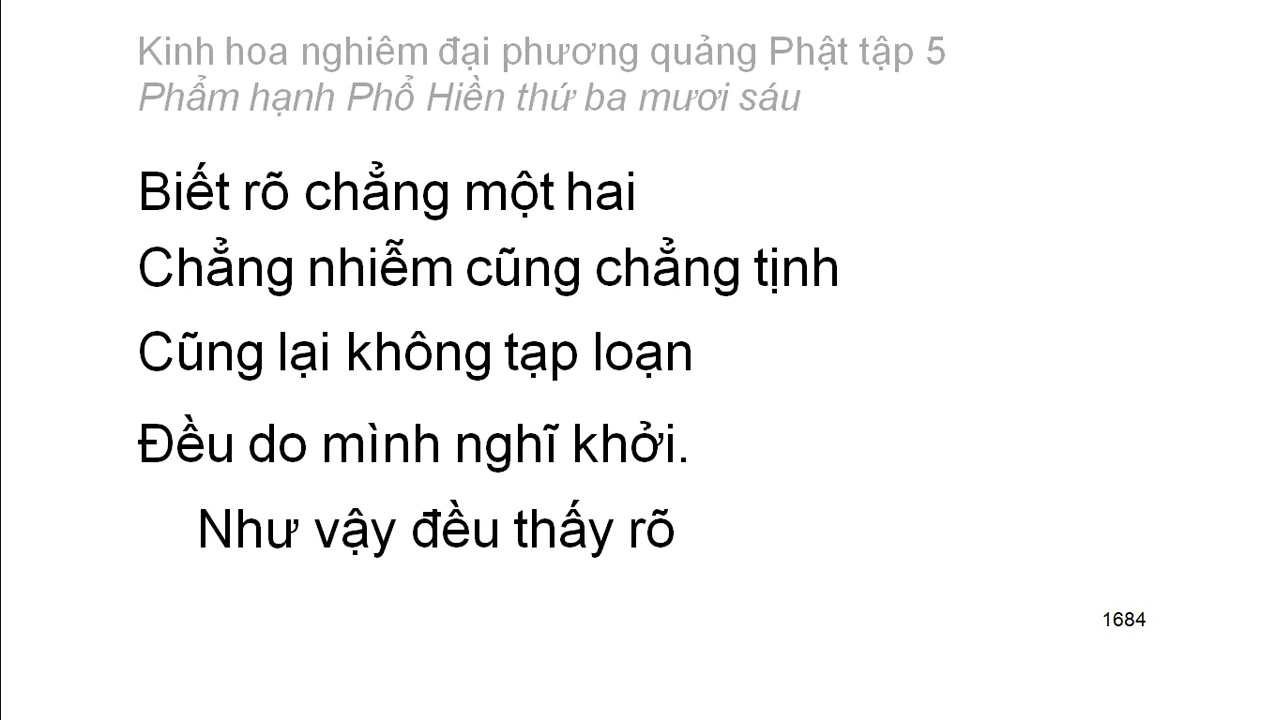 Kinh hoa nghiêm đại phương quảng Phật tập 5
Phẩm hạnh Phổ Hiền thứ ba mươi sáu
Biết rõ chẳng một hai
Chẳng nhiễm cũng chẳng tịnh
Cũng lại không tạp loạn
Đều do mình nghĩ khởi.
Như vậy đều thấy rõ
1684